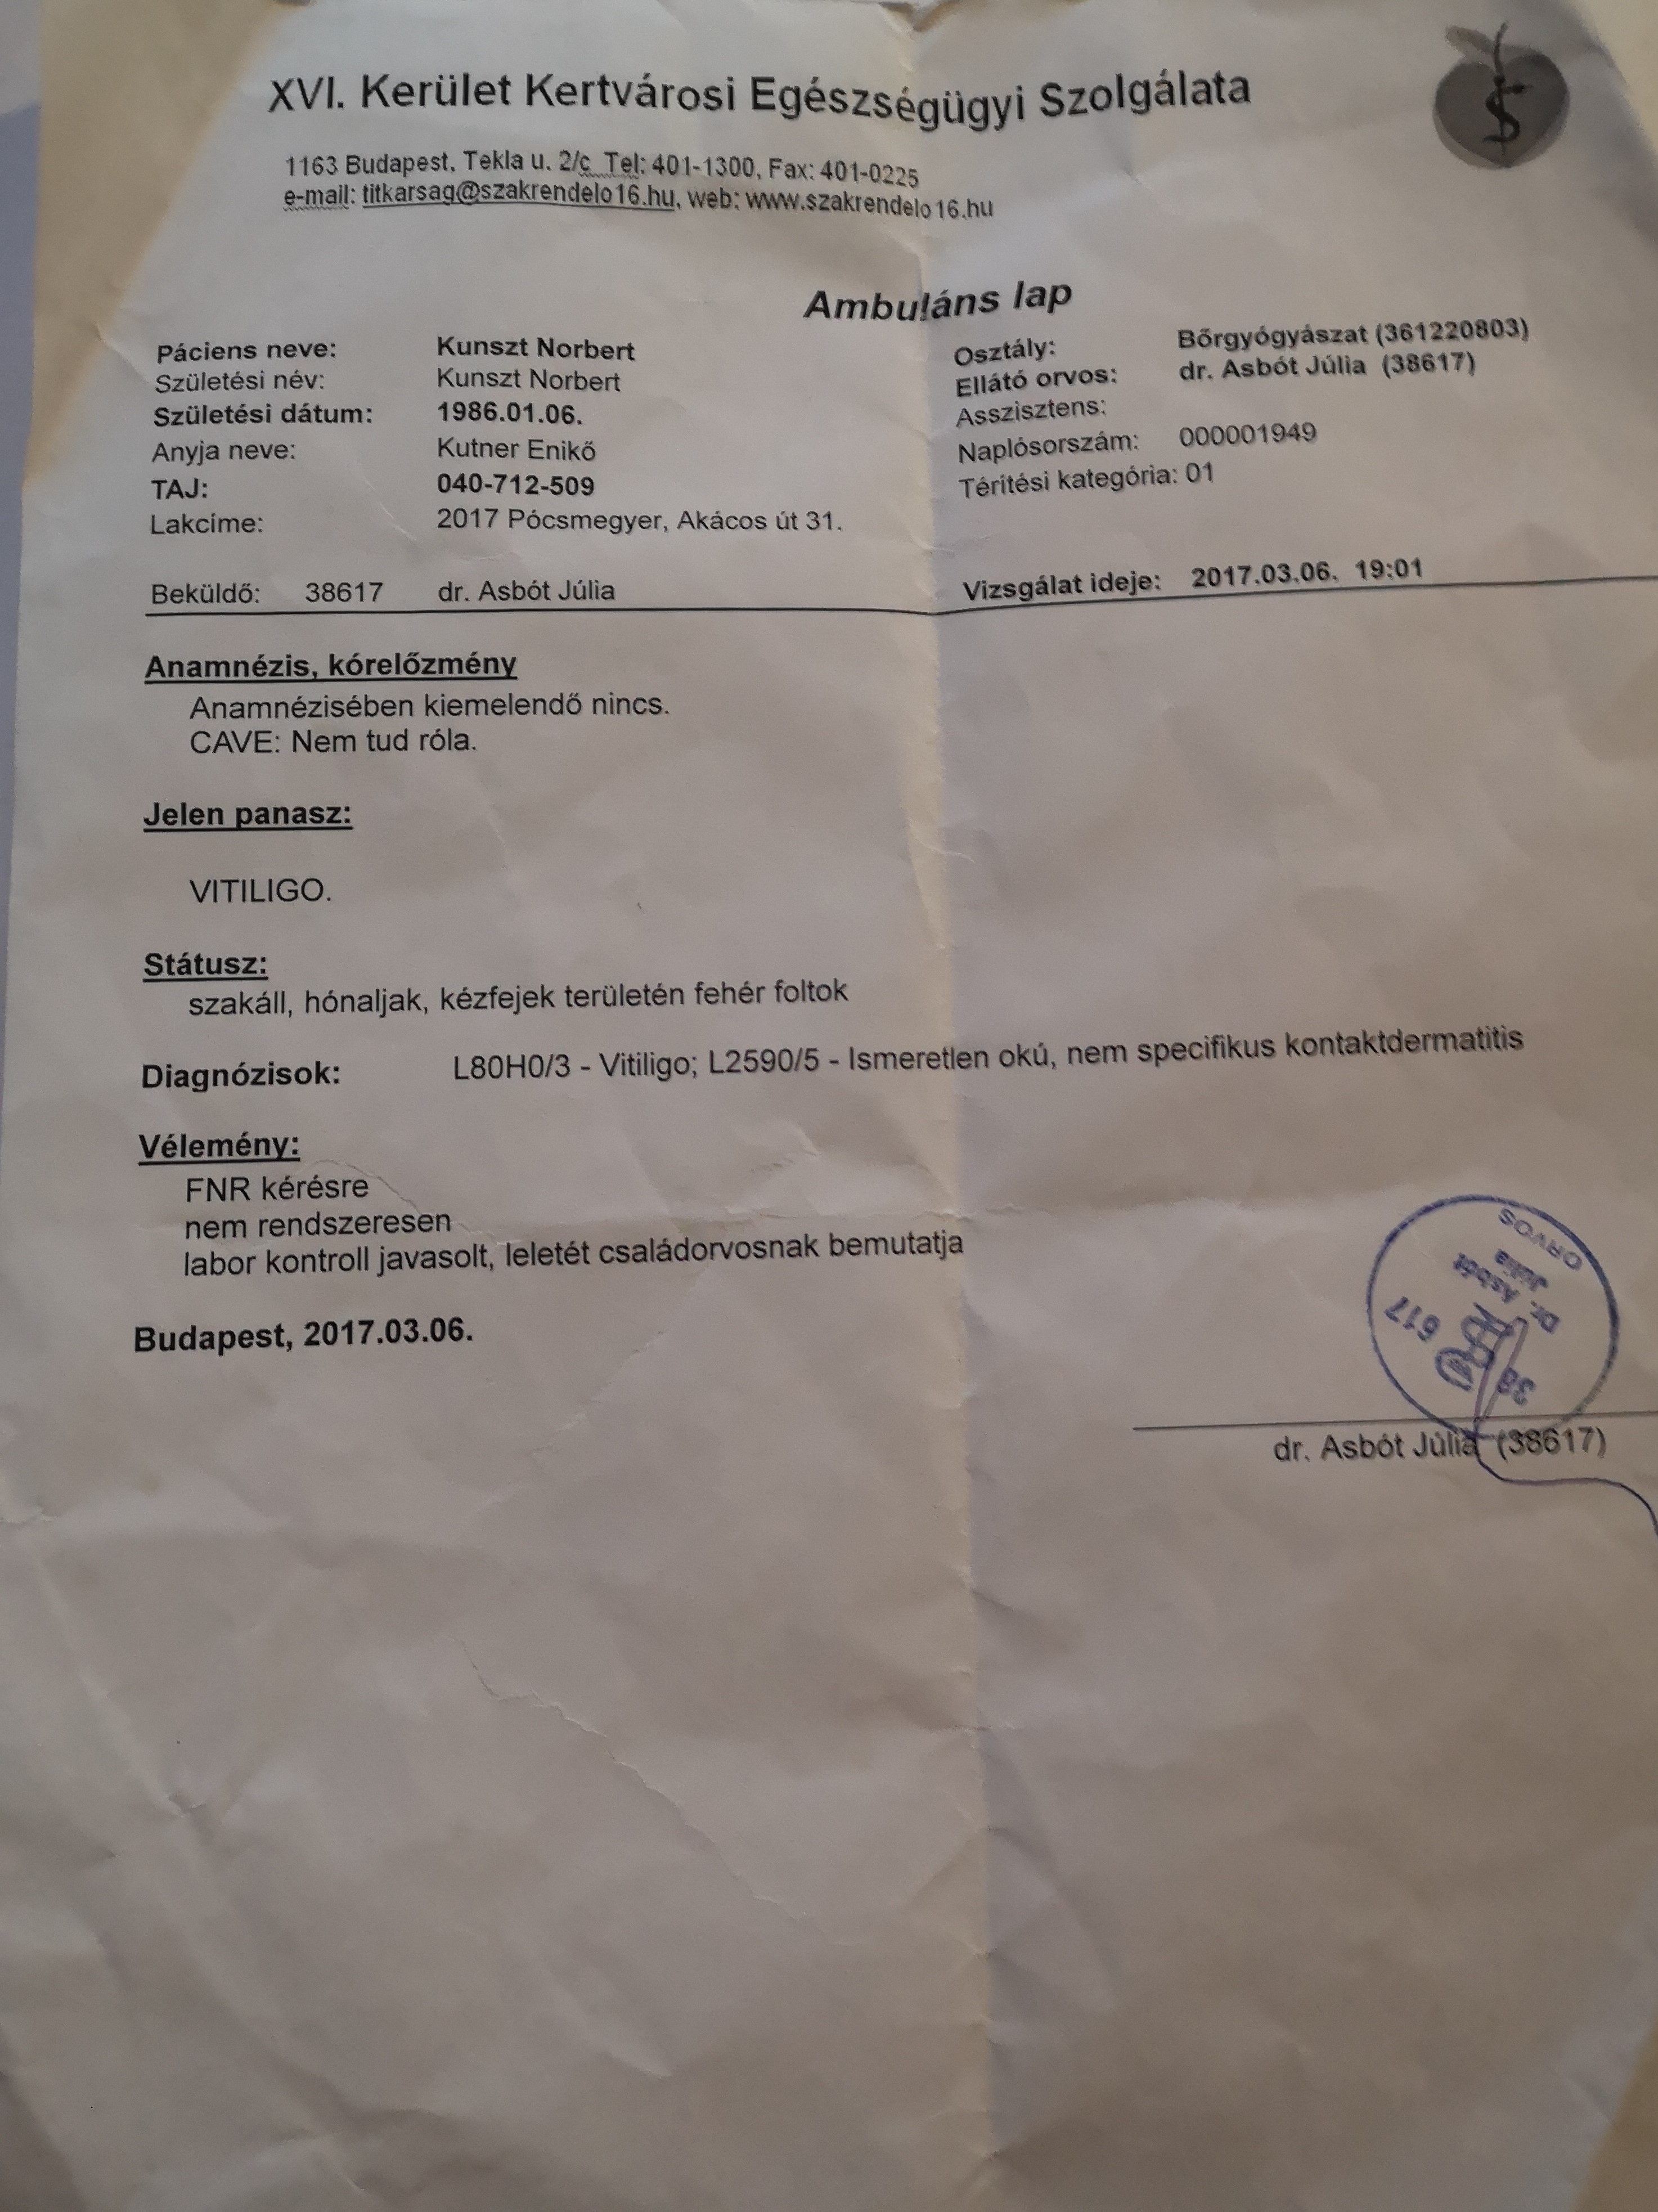 XVI. Kerület Kertvárosi Egészségügyi Szolgálata
1163 Budapest, Tekla u. 2/c Tel: 401-1300, Fax: 401-0225
e-mail: titkarsag@szakrendelo16.hu, web: www.szakrendelo16.hu
Ambuláns lap
Páciens neve: Kunszt Norbert
Születési név: Kunszt Norbert
Születési dátum: 1986.01.06.
Anyja neve: Kutner Enikő
TAJ: 040-712-509
Lakcíme: 2017 Pócsmegyer, Akácos út 31.
Osztály: Bőrgyógyászat (361220803)
Ellátó orvos: dr. Asbót Júlia (38617)
Asszisztens:
Naplósorszám: 000001949
Térítési kategória: 01
Beküldő: 38617 dr. Asbót Júlia
Vizsgálat ideje: 2017.03.06. 19:01
Anamnézis, kórelőzmény
Anamnézisében kiemelendő nincs.
CAVE: Nem tud róla.
Jelen panasz:
VITILIGO.
Státusz:
szakáll, hónaljak, kézfejek területén fehér foltok
Diagnózisok: L80H0/3 - Vitiligo; L2590/5 - Ismeretlen okú, nem specifikus kontaktdermatitis
Vélemény:
FNR kérésre
nem rendszeresen
labor kontroll javasolt, leletét családorvosnak bemutatja
Budapest, 2017.03.06.
38 617
Dr. Asbót
Júlia
ORVOS
dr. Asbót Júlia (38617)